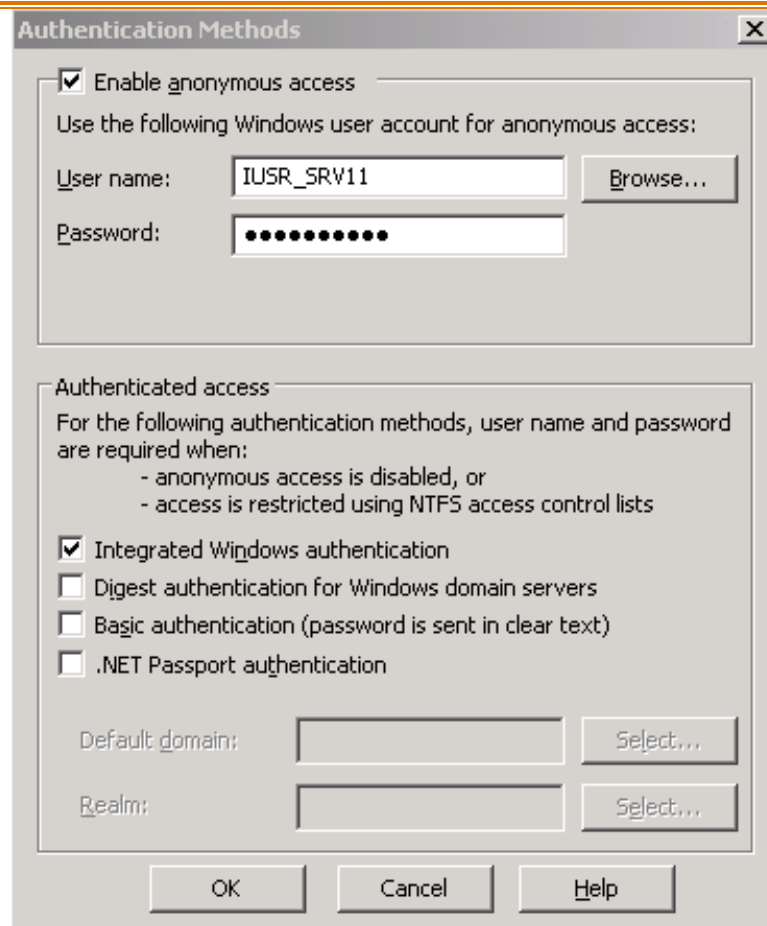 Authentication Methods
Enable anonymous access
Use the following Windows user account for anonymous access:
User name:
IUSR_SRV11
Browse...
Password:
●●●●●●●●●●
Authenticated access
For the following authentication methods, user name and password
are required when:
- anonymous access is disabled, or
- access is restricted using NTFS access control lists
Integrated Windows authentication
Digest authentication for Windows domain servers
Basic authentication (password is sent in clear text)
.NET Passport authentication
Default domain:
Select...
Realm:
Select...
OK
Cancel
Help